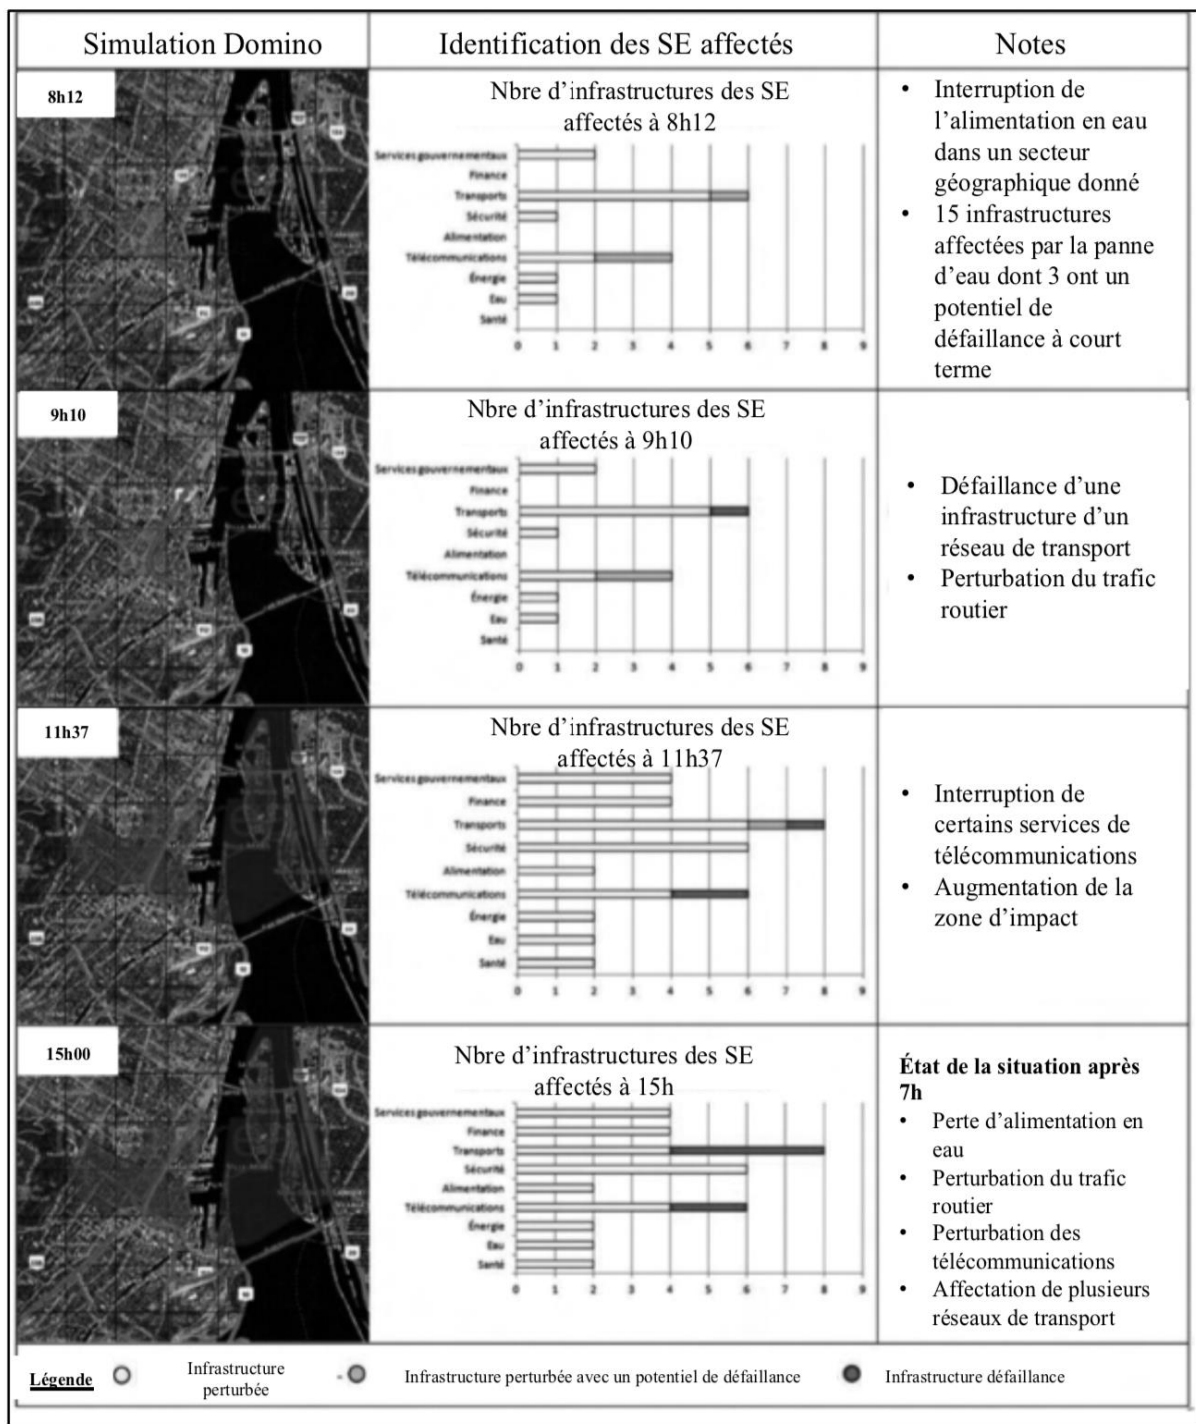 Simulation Domino
Identification des SE affectés
Notes
8h12
Nbre d'infrastructures des SE
affectés à 8h12
Services gouvernementaux
Finance
Transports
Sécurité
Alimentation
Télécommunications
Énergie
Eau
Santé
0 1 2 3 4 5 6 7 8 9
• Interruption de
l'alimentation en eau
dans un secteur
géographique donné
• 15 infrastructures
affectées par la panne
d'eau dont 3 ont un
potentiel de
défaillance à court
terme
9h10
Nbre d'infrastructures des SE
affectés à 9h10
Services gouvernementaux
Finance
Transports
Sécurité
Alimentation
Télécommunications
Énergie
Eau
Santé
0 1 2 3 4 5 6 7 8 9
• Défaillance d'une
infrastructure d'un
réseau de transport
• Perturbation du trafic
routier
11h37
Nbre d'infrastructures des SE
affectés à 11h37
Services gouvernementaux
Finance
Transports
Sécurité
Alimentation
Télécommunications
Énergie
Eau
Santé
0 1 2 3 4 5 6 7 8 9
• Interruption de
certains services de
télécommunications
• Augmentation de la
zone d'impact
15h00
Nbre d'infrastructures des SE
affectés à 15h
Services gouvernementaux
Finance
Transports
Sécurité
Alimentation
Télécommunications
Énergie
Eau
Santé
0 1 2 3 4 5 6 7 8 9
État de la situation après
7h
• Perte d'alimentation en
eau
• Perturbation du trafic
routier
• Perturbation des
télécommunications
• Affectation de plusieurs
réseaux de transport
Légende
Infrastructure
perturbée
Infrastructure perturbée avec un potentiel de défaillance
Infrastructure défaillance